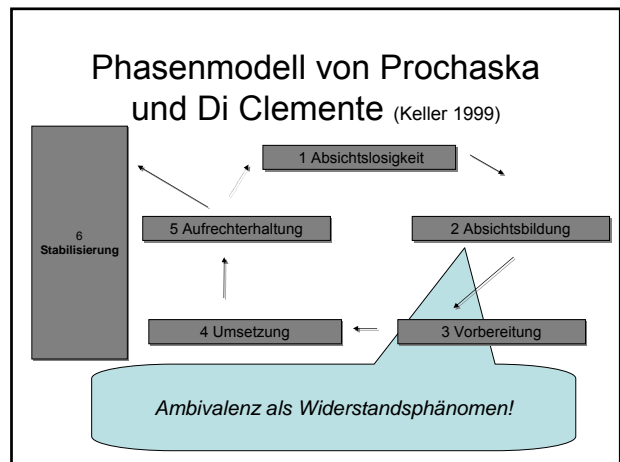 Phasenmodell von Prochaska
und Di Clemente (Keller 1999)
1 Absichtslosigkeit
6
Stabilisierung
5 Aufrechterhaltung
2 Absichtsbildung
4 Umsetzung
3 Vorbereitung
Ambivalenz als Widerstandsphänomen!